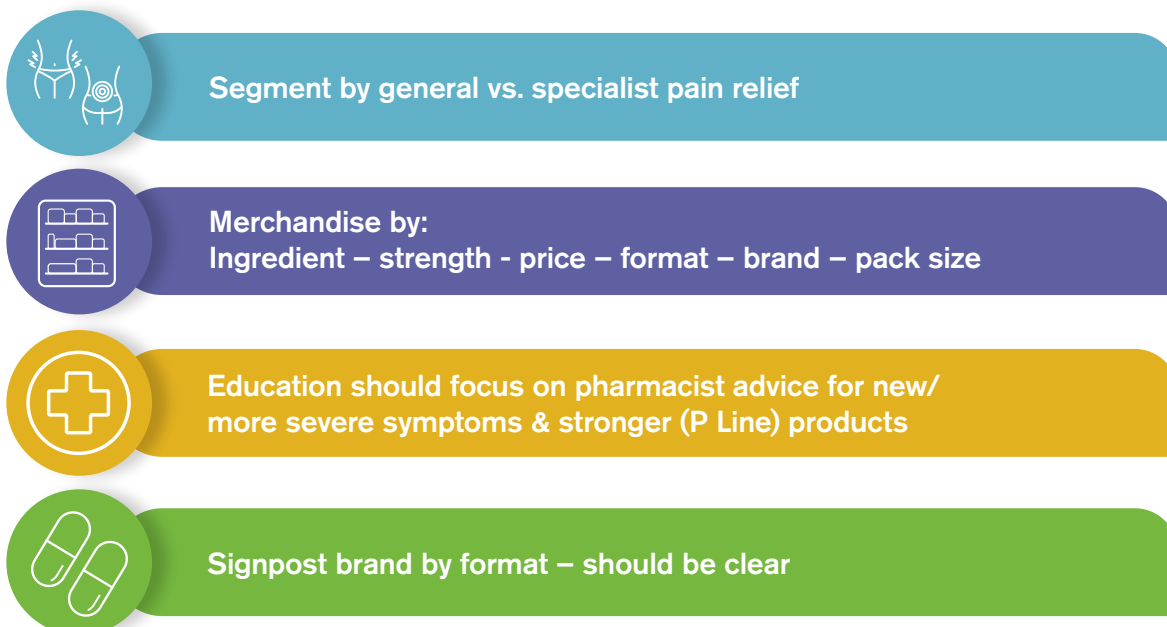 Segment by general vs. specialist pain relief
Merchandise by:
Ingredient – strength - price – format – brand – pack size
Education should focus on pharmacist advice for new/
more severe symptoms & stronger (P Line) products
Signpost brand by format – should be clear